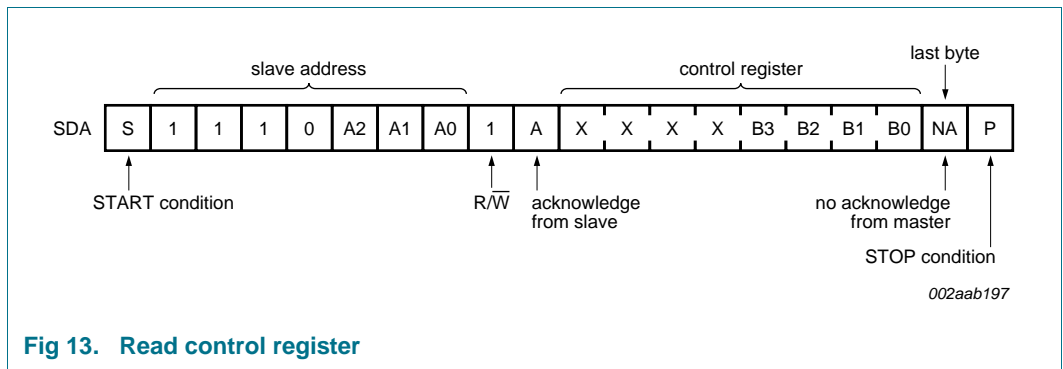 last byte
slave address control register
SDA S 1 1 1 0 A2 A1 A0 1 A X X X X B3 B2 B1 B0 NA P
START condition R/W̅ acknowledge from slave no acknowledge from master
STOP condition
002aab197
Fig 13. Read control register